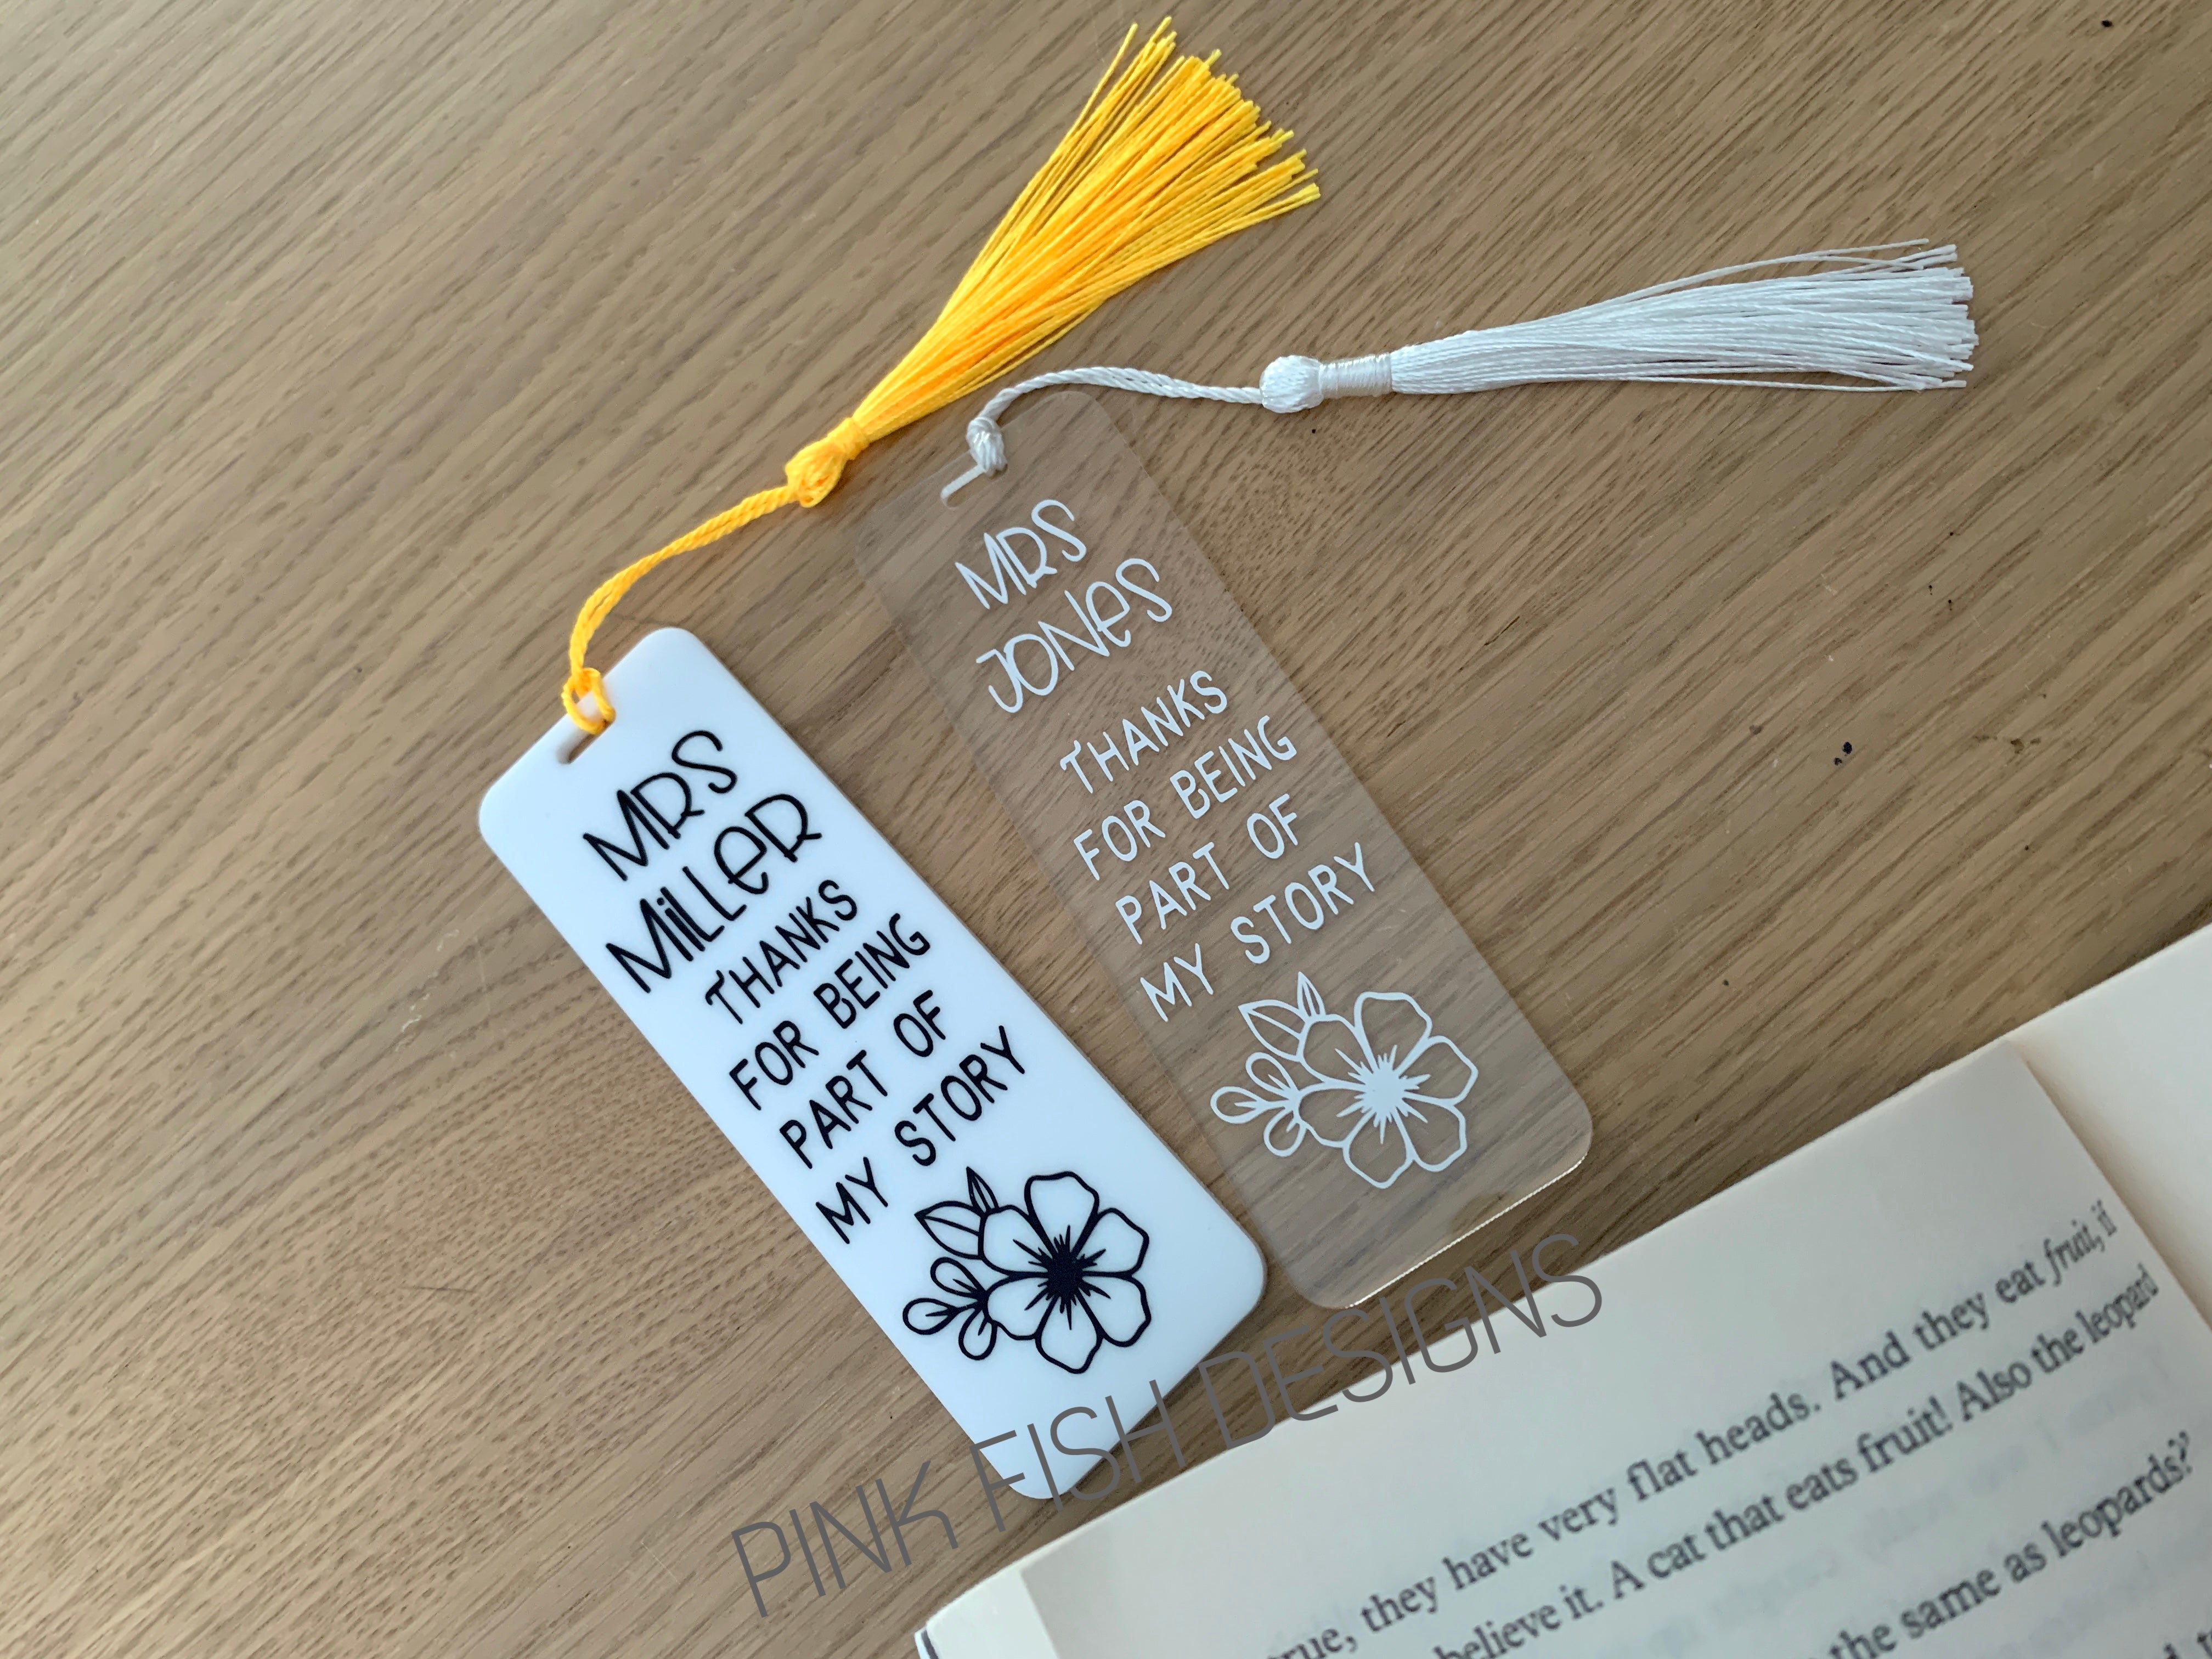 MRS
MiLLeR
THANKS
FOR BEING
PART OF
MY STORY
MRS
JONeS
THANKS
FOR BEING
PART OF
MY STORY
PINK FISH DESIGNS
they have very flat heads. And they eat fruit, if
believe it. A cat that eats fruit! Also the leopard
the same as leopards?'